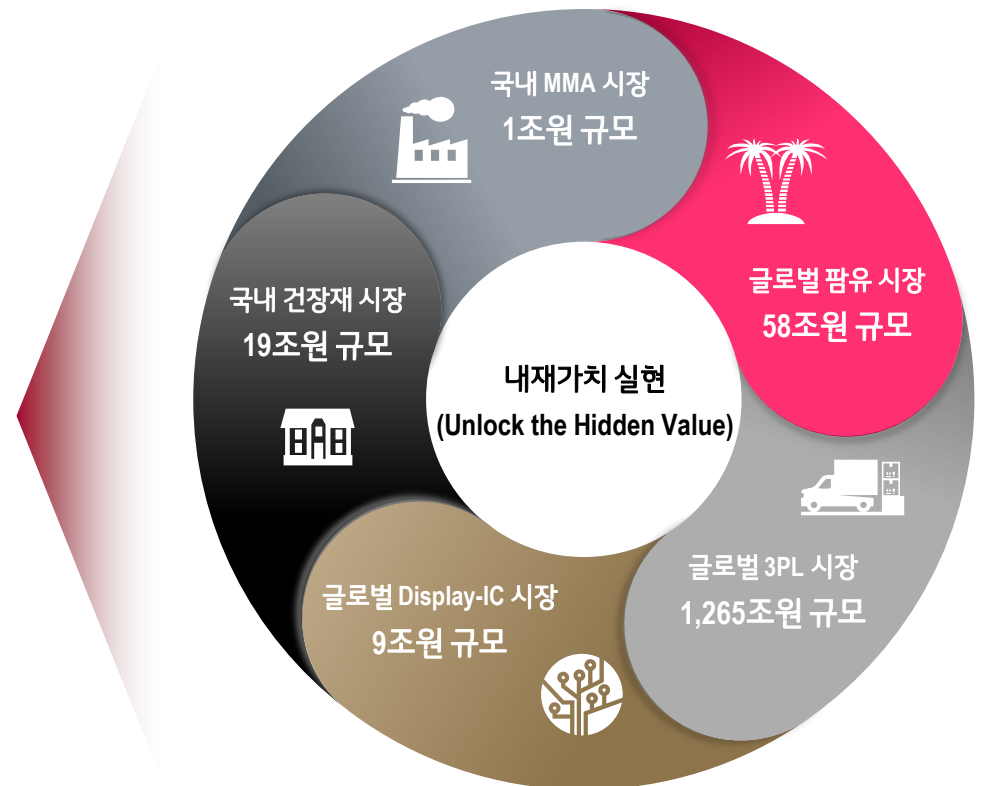 국내 MMA 시장
1조원 규모
글로벌 팜유 시장
58조원 규모
국내 건장재 시장
19조원 규모
내재가치 실현
(Unlock the Hidden Value)
글로벌 3PL 시장
1,265조원 규모
글로벌 Display-IC 시장
9조원 규모